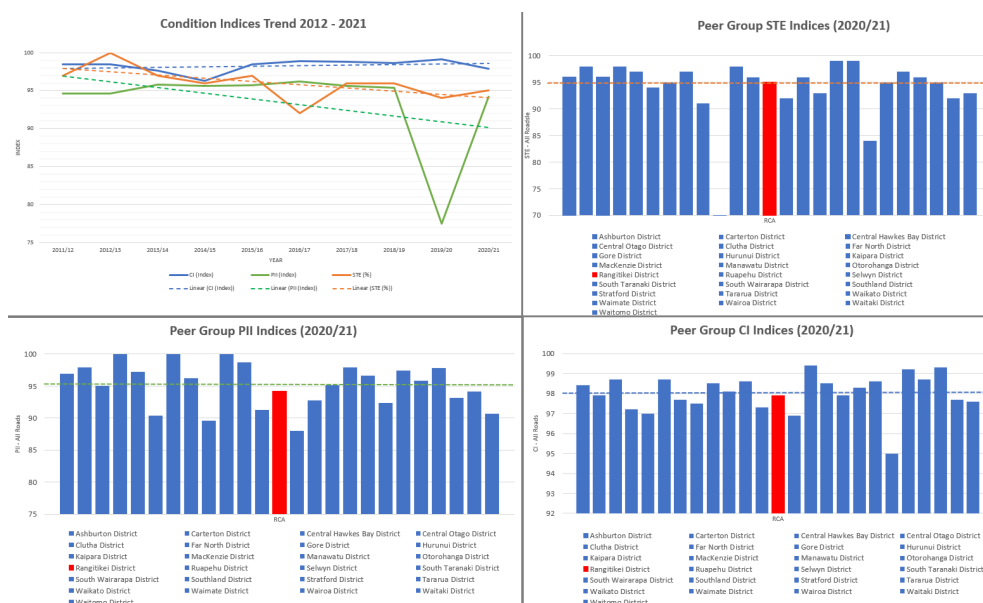 Condition Indices Trend 2012 - 2021
100
95
90
85
80
75
INDEX
2011/12 2012/13 2013/14 2014/15 2015/16 2016/17 2017/18 2018/19 2019/20 2020/21
YEAR
CI (Index) PII (Index) STE (%)
Linear (CI (Index)) Linear (PII (Index)) Linear (STE (%))
Peer Group STE Indices (2020/21)
100
95
90
85
80
75
70
STE - All Roads
RCA
Ashburton District Carterton District Central Hawkes Bay District
Central Otago District Clutha District Far North District
Gore District Hurunui District Kaipara District
MacKenzie District Manawatu District Otorohanga District
Rangitikei District Ruapehu District Selwyn District
South Taranaki District South Wairarapa District Southland District
Stratford District Tararua District Waikato District
Waimate District Wairoa District Waitaki District
Waitomo District
Peer Group PII Indices (2020/21)
100
95
90
85
80
75
PII - All Roads
RCA
Ashburton District Carterton District Central Hawkes Bay District Central Otago District
Clutha District Far North District Gore District Hurunui District
Kaipara District MacKenzie District Manawatu District Otorohanga District
Rangitikei District Ruapehu District Selwyn District South Taranaki District
South Wairarapa District Southland District Stratford District Tararua District
Waikato District Waimate District Wairoa District Waitaki District
Waitomo District
Peer Group CI Indices (2020/21)
100
99
98
97
96
95
94
93
92
CI - All Roads
RCA
Ashburton District Carterton District Central Hawkes Bay District Central Otago District
Clutha District Far North District Gore District Hurunui District
Kaipara District MacKenzie District Manawatu District Otorohanga District
Rangitikei District Ruapehu District Selwyn District South Taranaki District
South Wairarapa District Southland District Stratford District Tararua District
Waikato District Waimate District Wairoa District Waitaki District
Waitomo District